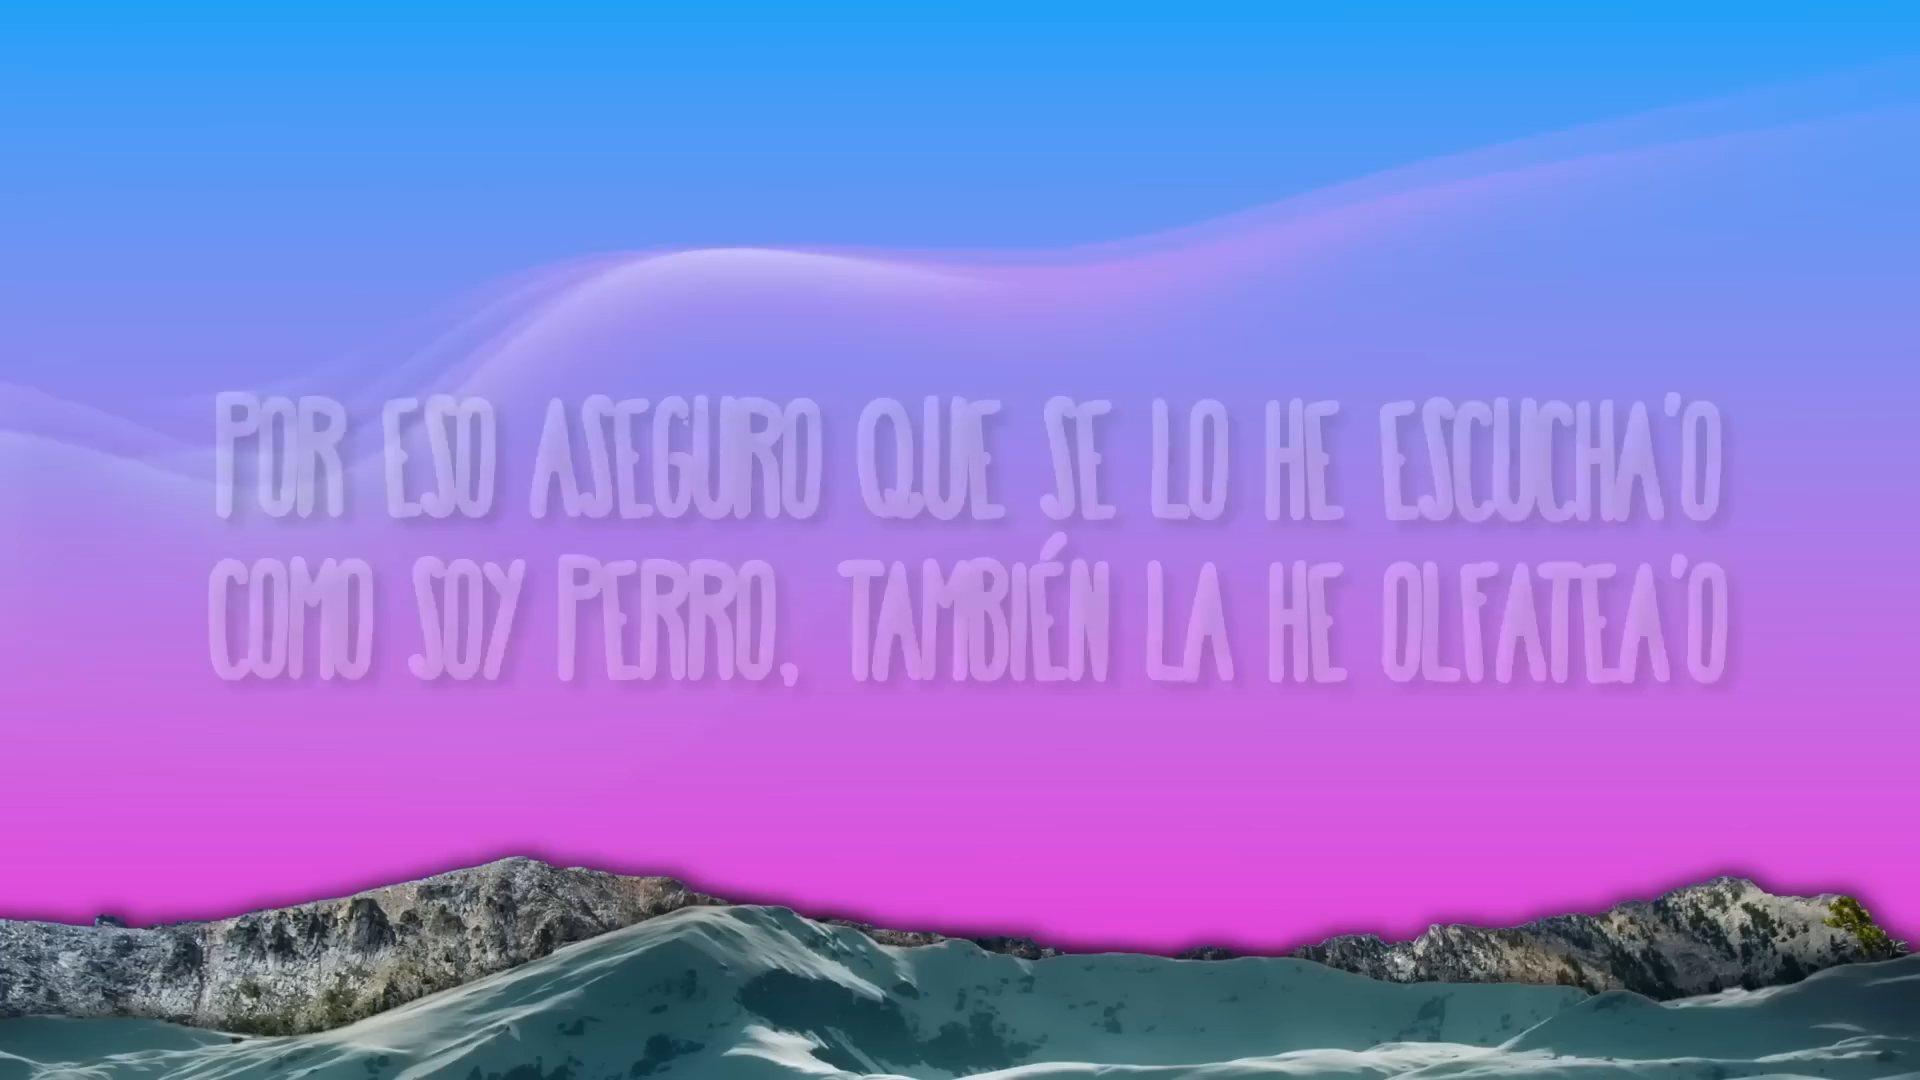 POR ESO ASEGURO QUE SE LO HE ESCUCHA'O
COMO SOY PERRO, TAMBIÉN LA HE OLFATEA'O